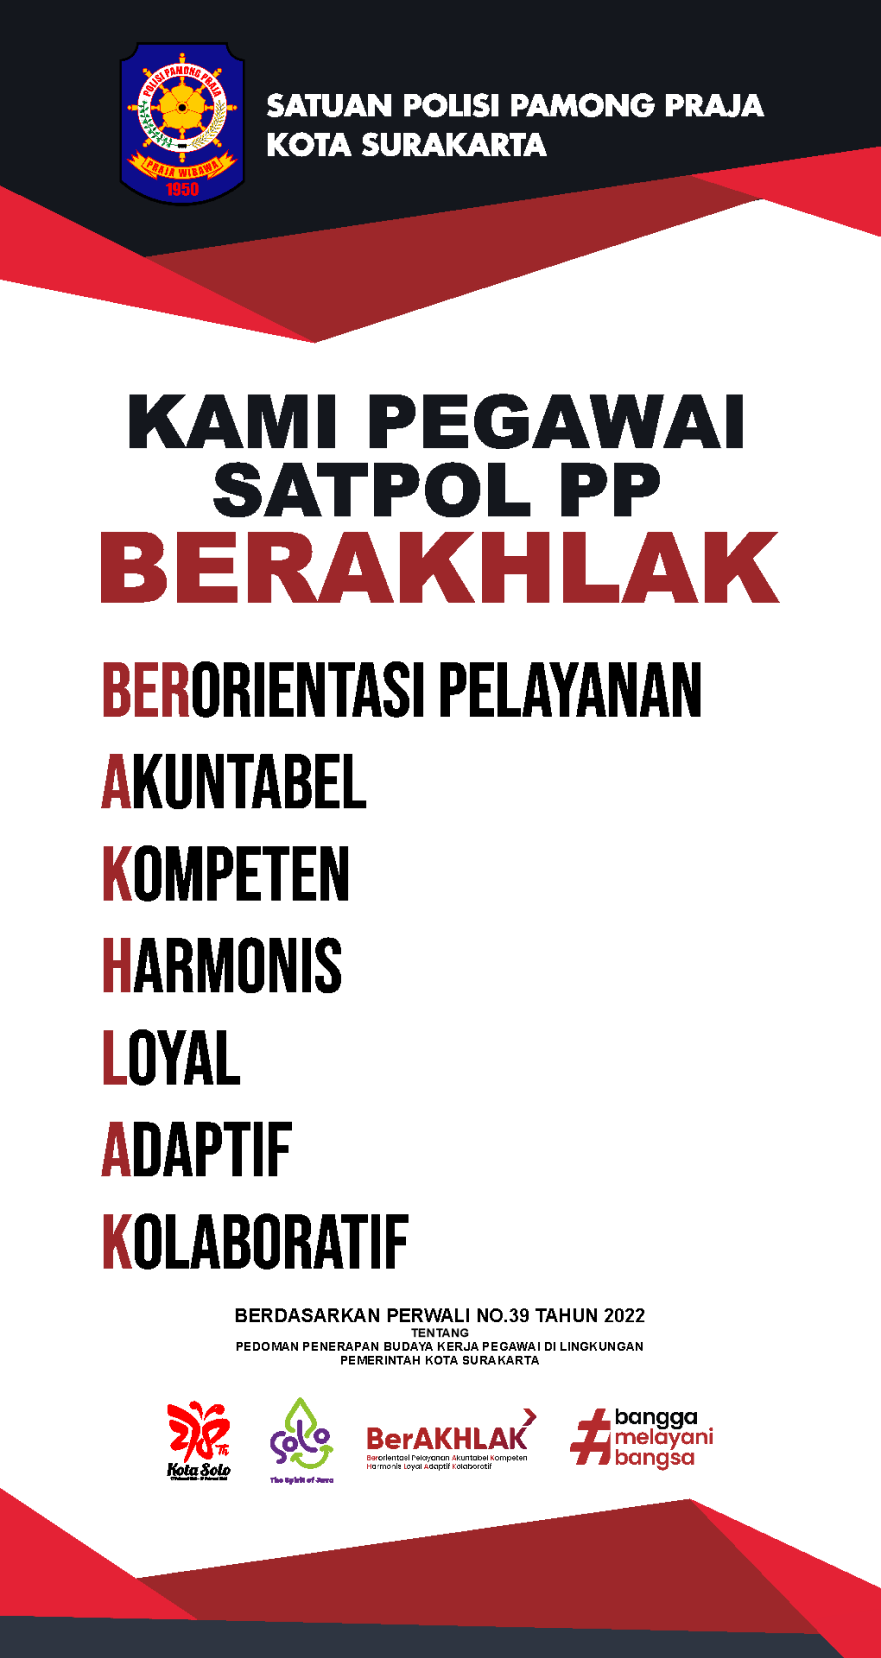 POLISI PAMONG PRAJA
PRAJA WIBAWA
1950
SATUAN POLISI PAMONG PRAJA
KOTA SURAKARTA
KAMI PEGAWAI
SATPOL PP
BERAKHLAK
BERORIENTASI PELAYANAN
AKUNTABEL
KOMPETEN
HARMONIS
LOYAL
ADAPTIF
KOLABORATIF
BERDASARKAN PERWALI NO.39 TAHUN 2022
TENTANG
PEDOMAN PENERAPAN BUDAYA KERJA PEGAWAI DI LINGKUNGAN
PEMERINTAH KOTA SURAKARTA
278 Th
Kota Solo
solo
The Spirit of Java
BerAKHLAK
Berorientasi Pelayanan Akuntabel Kompeten
Harmonis Loyal Adaptif Kolaboratif
#bangga
melayani
bangsa